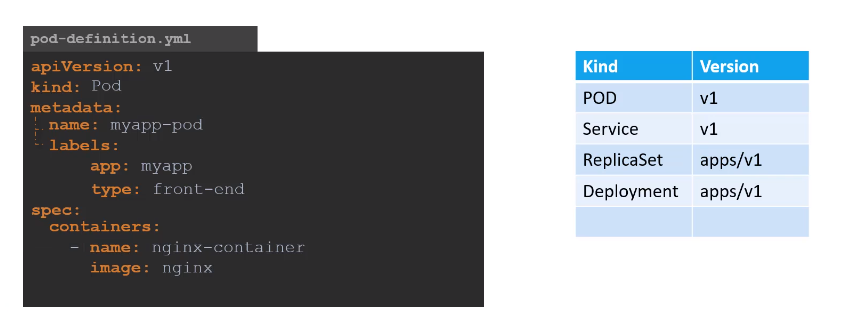 pod-definition.yml
apiVersion: v1
kind: Pod
metadata:
name: myapp-pod
labels:
app: myapp
type: front-end
spec:
containers:
- name: nginx-container
image: nginx
Kind Version
POD v1
Service v1
ReplicaSet apps/v1
Deployment apps/v1